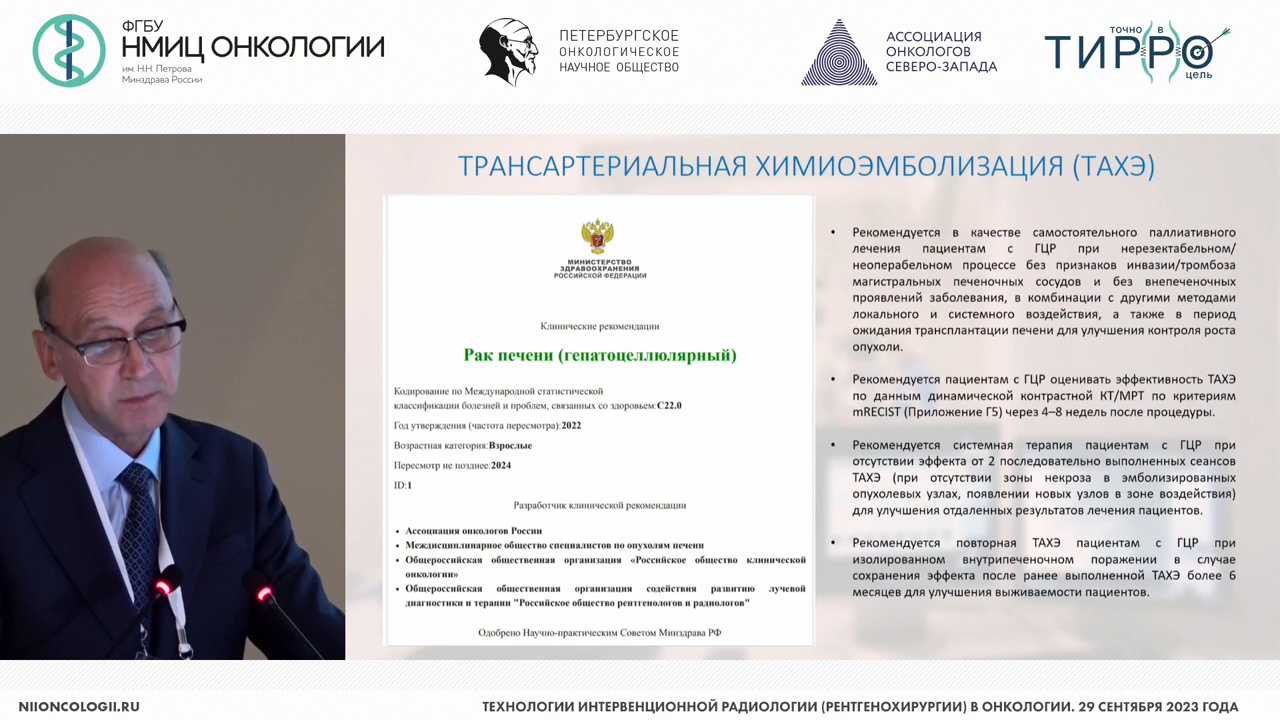 ФГБУ
НМИЦ ОНКОЛОГИИ
им. Н.Н. Петрова
Минздрава России
ПЕТЕРБУРГСКОЕ
ОНКОЛОГИЧЕСКОЕ
НАУЧНОЕ ОБЩЕСТВО
АССОЦИАЦИЯ
ОНКОЛОГОВ
СЕВЕРО-ЗАПАДА
ТОЧНО В
ТИРРО
цель
ТРАНСАРТЕРИАЛЬНАЯ ХИМИОЭМБОЛИЗАЦИЯ (ТАХЭ)
МИНИСТЕРСТВО
ЗДРАВООХРАНЕНИЯ
РОССИЙСКОЙ ФЕДЕРАЦИИ
Клинические рекомендации
Рак печени (гепатоцеллюлярный)
Кодирование по Международной статистической
классификации болезней и проблем, связанных со здоровьем:C22.0
Год утверждения (частота пересмотра):2022
Возрастная категория:Взрослые
Пересмотр не позднее:2024
ID:1
Разработчик клинической рекомендации
• Ассоциация онкологов России
• Междисциплинарное общество специалистов по опухолям печени
• Общероссийская общественная организация «Российское общество клинической
онкологии»
• Общероссийская общественная организация содействия развитию лучевой
диагностики и терапии "Российское общество рентгенологов и радиологов"
Одобрено Научно-практическим Советом Минздрава РФ
• Рекомендуется в качестве самостоятельного паллиативного
лечения пациентам с ГЦР при нерезектабельном/
неоперабельном процессе без признаков инвазии/тромбоза
магистральных печеночных сосудов и без внепеченочных
проявлений заболевания, в комбинации с другими методами
локального и системного воздействия, а также в период
ожидания трансплантации печени для улучшения контроля роста
опухоли.
• Рекомендуется пациентам с ГЦР оценивать эффективность ТАХЭ
по данным динамической контрастной КТ/МРТ по критериям
mRECIST (Приложение Г5) через 4–8 недель после процедуры.
• Рекомендуется системная терапия пациентам с ГЦР при
отсутствии эффекта от 2 последовательно выполненных сеансов
ТАХЭ (при отсутствии зоны некроза в эмболизированных
опухолевых узлах, появлении новых узлов в зоне воздействия)
для улучшения отдаленных результатов лечения пациентов.
• Рекомендуется повторная ТАХЭ пациентам с ГЦР при
изолированном внутрипеченочном поражении в случае
сохранения эффекта после ранее выполненной ТАХЭ более 6
месяцев для улучшения выживаемости пациентов.
NIIONCOLOGII.RU
ТЕХНОЛОГИИ ИНТЕРВЕНЦИОННОЙ РАДИОЛОГИИ (РЕНТГЕНОХИРУРГИИ) В ОНКОЛОГИИ. 29 СЕНТЯБРЯ 2023 ГОДА